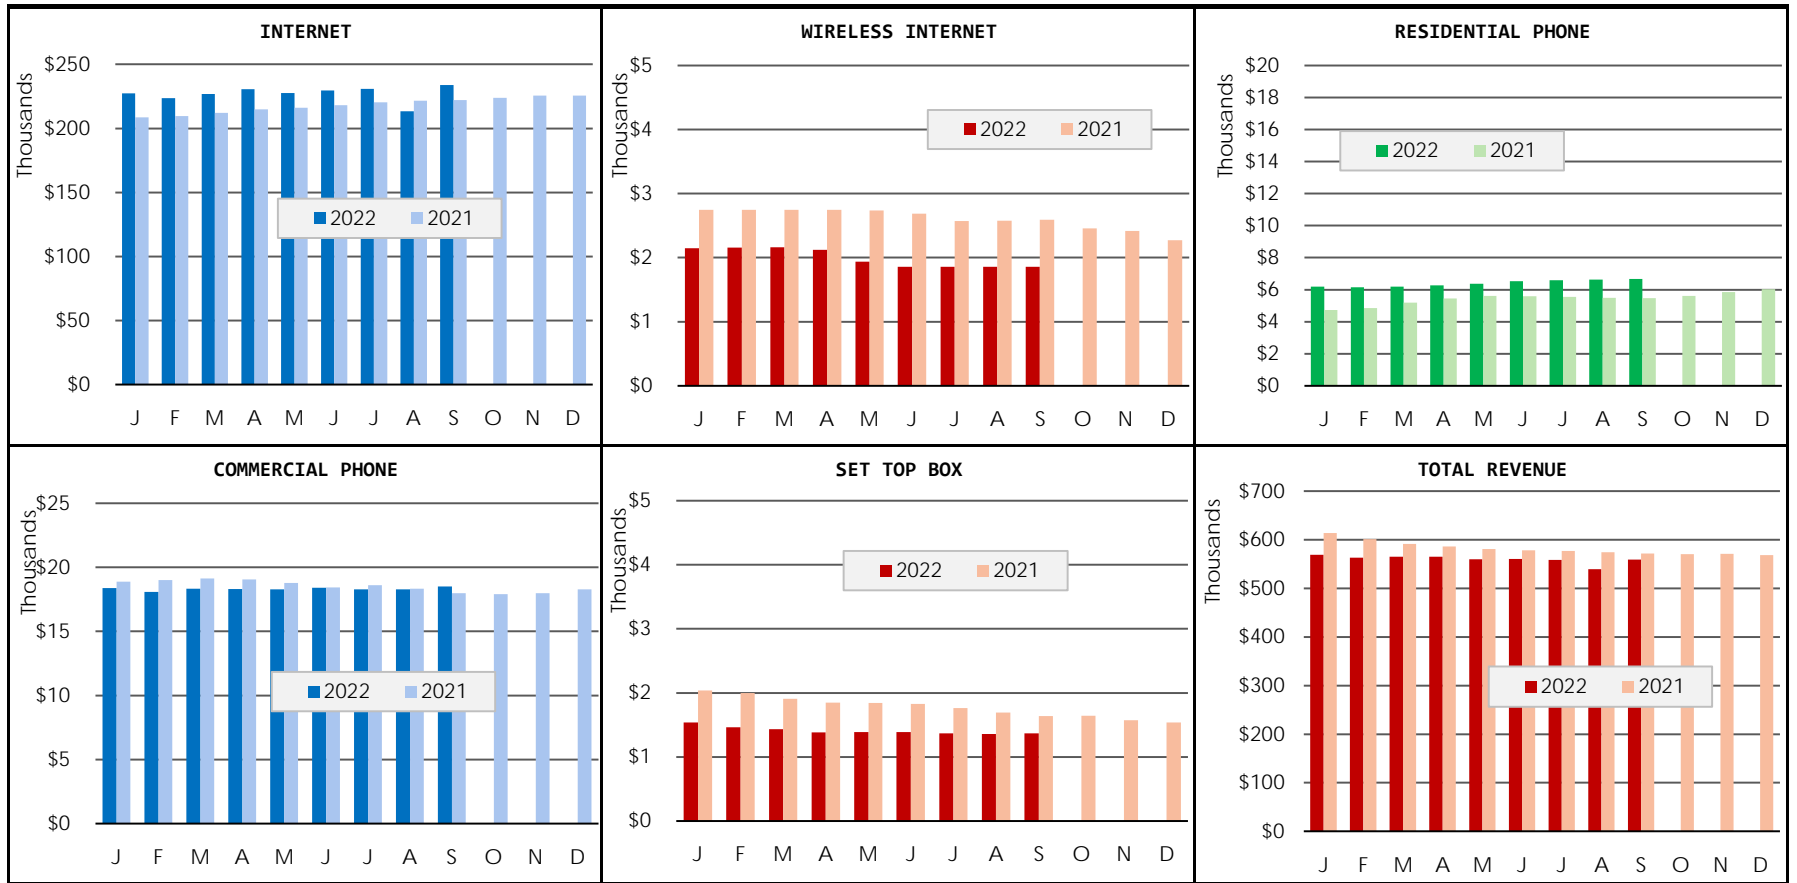 INTERNET
Thousands
$250
$200
$150
$100
$50
$0
2022 2021
J F M A M J J A S O N D
WIRELESS INTERNET
Thousands
$5
$4
$3
$2
$1
$0
2022 2021
J F M A M J J A S O N D
RESIDENTIAL PHONE
Thousands
$20
$18
$16
$14
$12
$10
$8
$6
$4
$2
$0
2022 2021
J F M A M J J A S O N D
COMMERCIAL PHONE
Thousands
$25
$20
$15
$10
$5
$0
2022 2021
J F M A M J J A S O N D
SET TOP BOX
Thousands
$5
$4
$3
$2
$1
$0
2022 2021
J F M A M J J A S O N D
TOTAL REVENUE
Thousands
$700
$600
$500
$400
$300
$200
$100
$0
2022 2021
J F M A M J J A S O N D